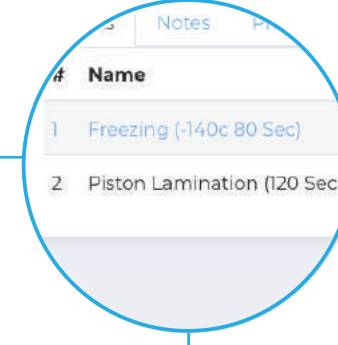 Notes
# Name
1 Freezing (-140c 80 Sec)
2 Piston Lamination (120 Sec